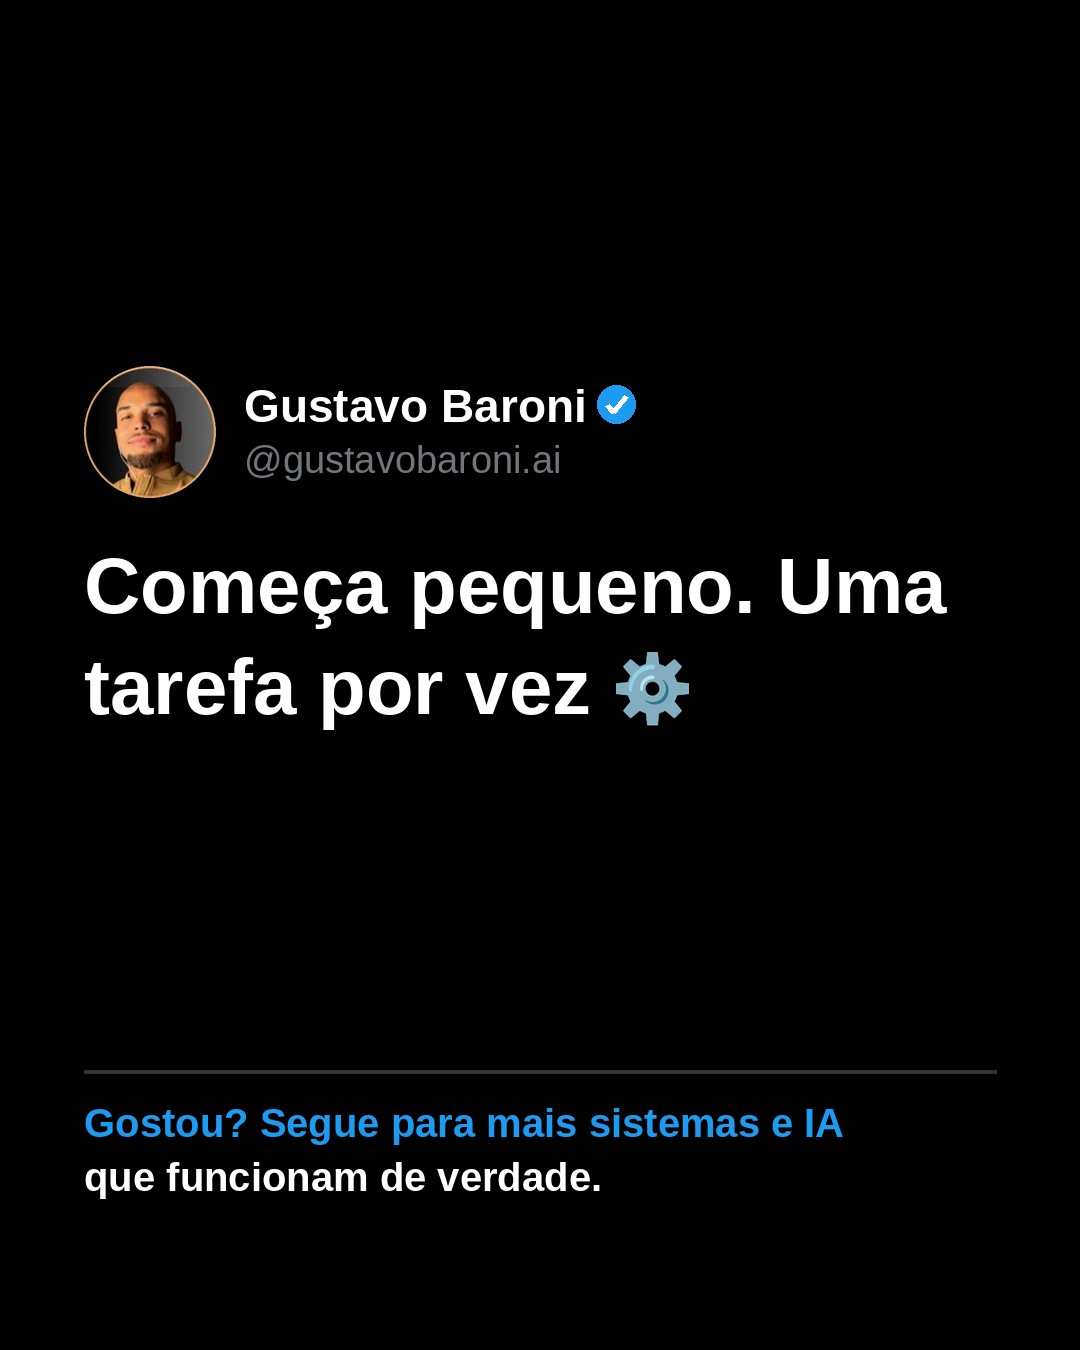 Gustavo Baroni
@gustavobaroni.ai
Começa pequeno. Uma
tarefa por vez ⚙️
Gostou? Segue para mais sistemas e IA
que funcionam de verdade.